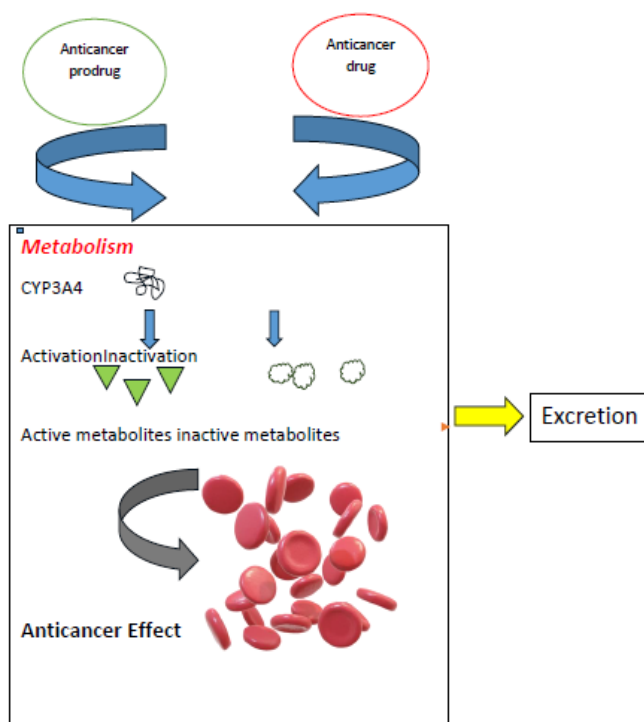 Anticancer
prodrug
Anticancer
drug
Metabolism
CYP3A4
ActivationInactivation
Active metabolites inactive metabolites
Excretion
Anticancer Effect